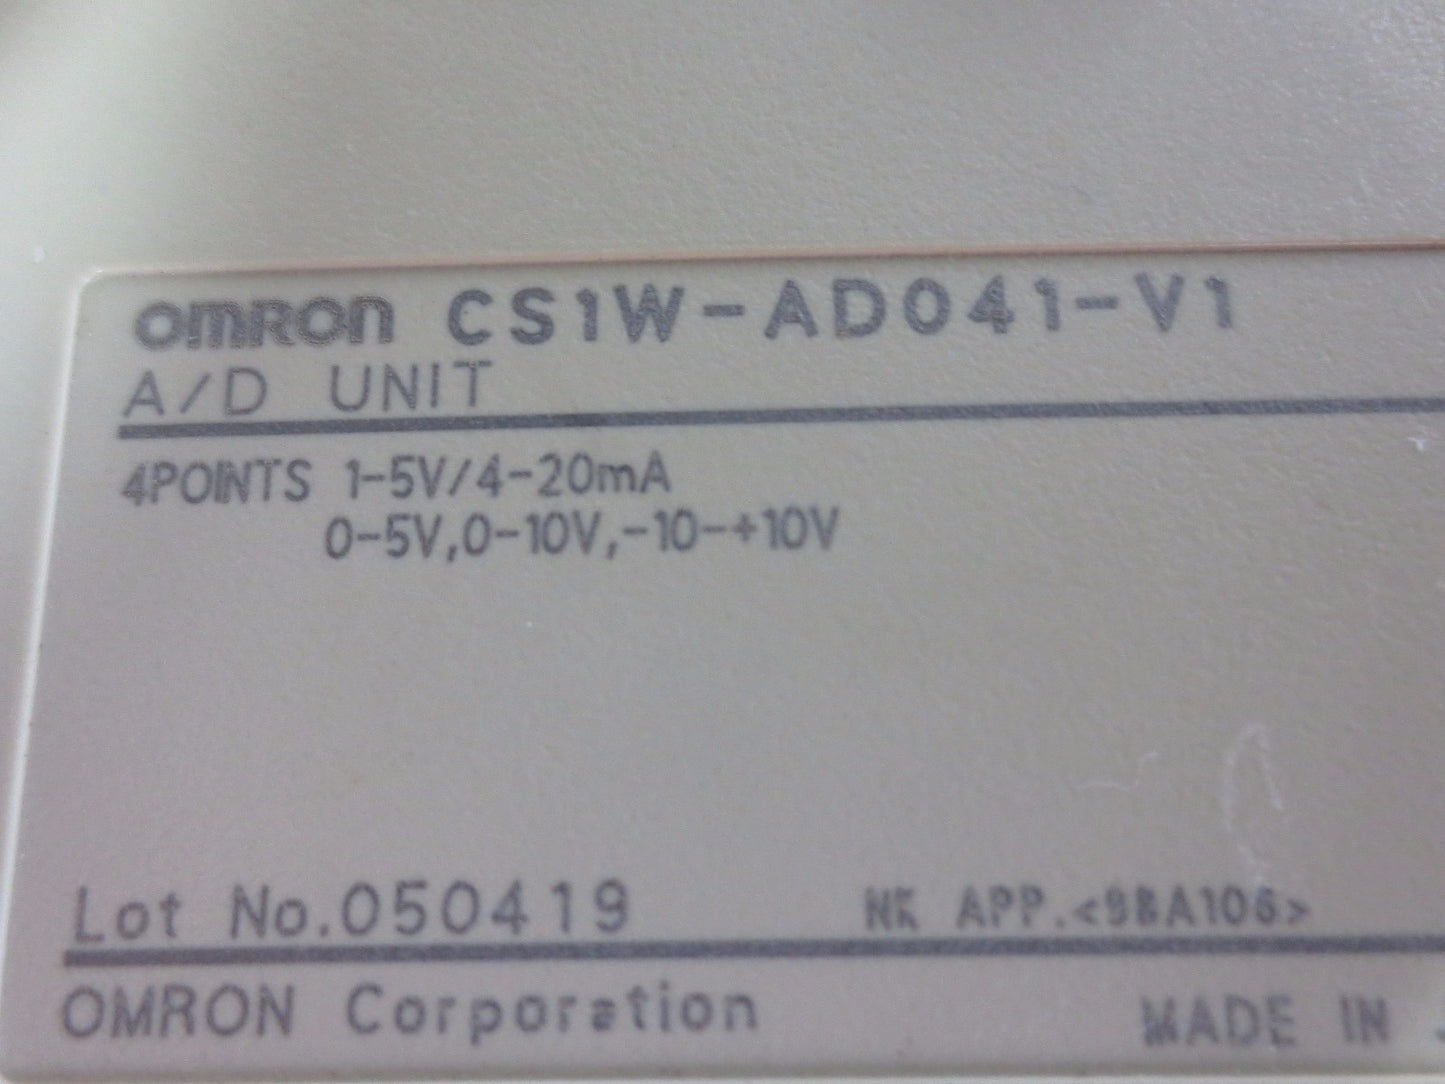 OMRON CS1W-AD041-V1
A/D UNIT
4POINTS 1-5V/4-20mA
0-5V,0-10V,-10-+10V
Lot No.050419 NK APP.<98A106>
OMRON Corporation MADE IN